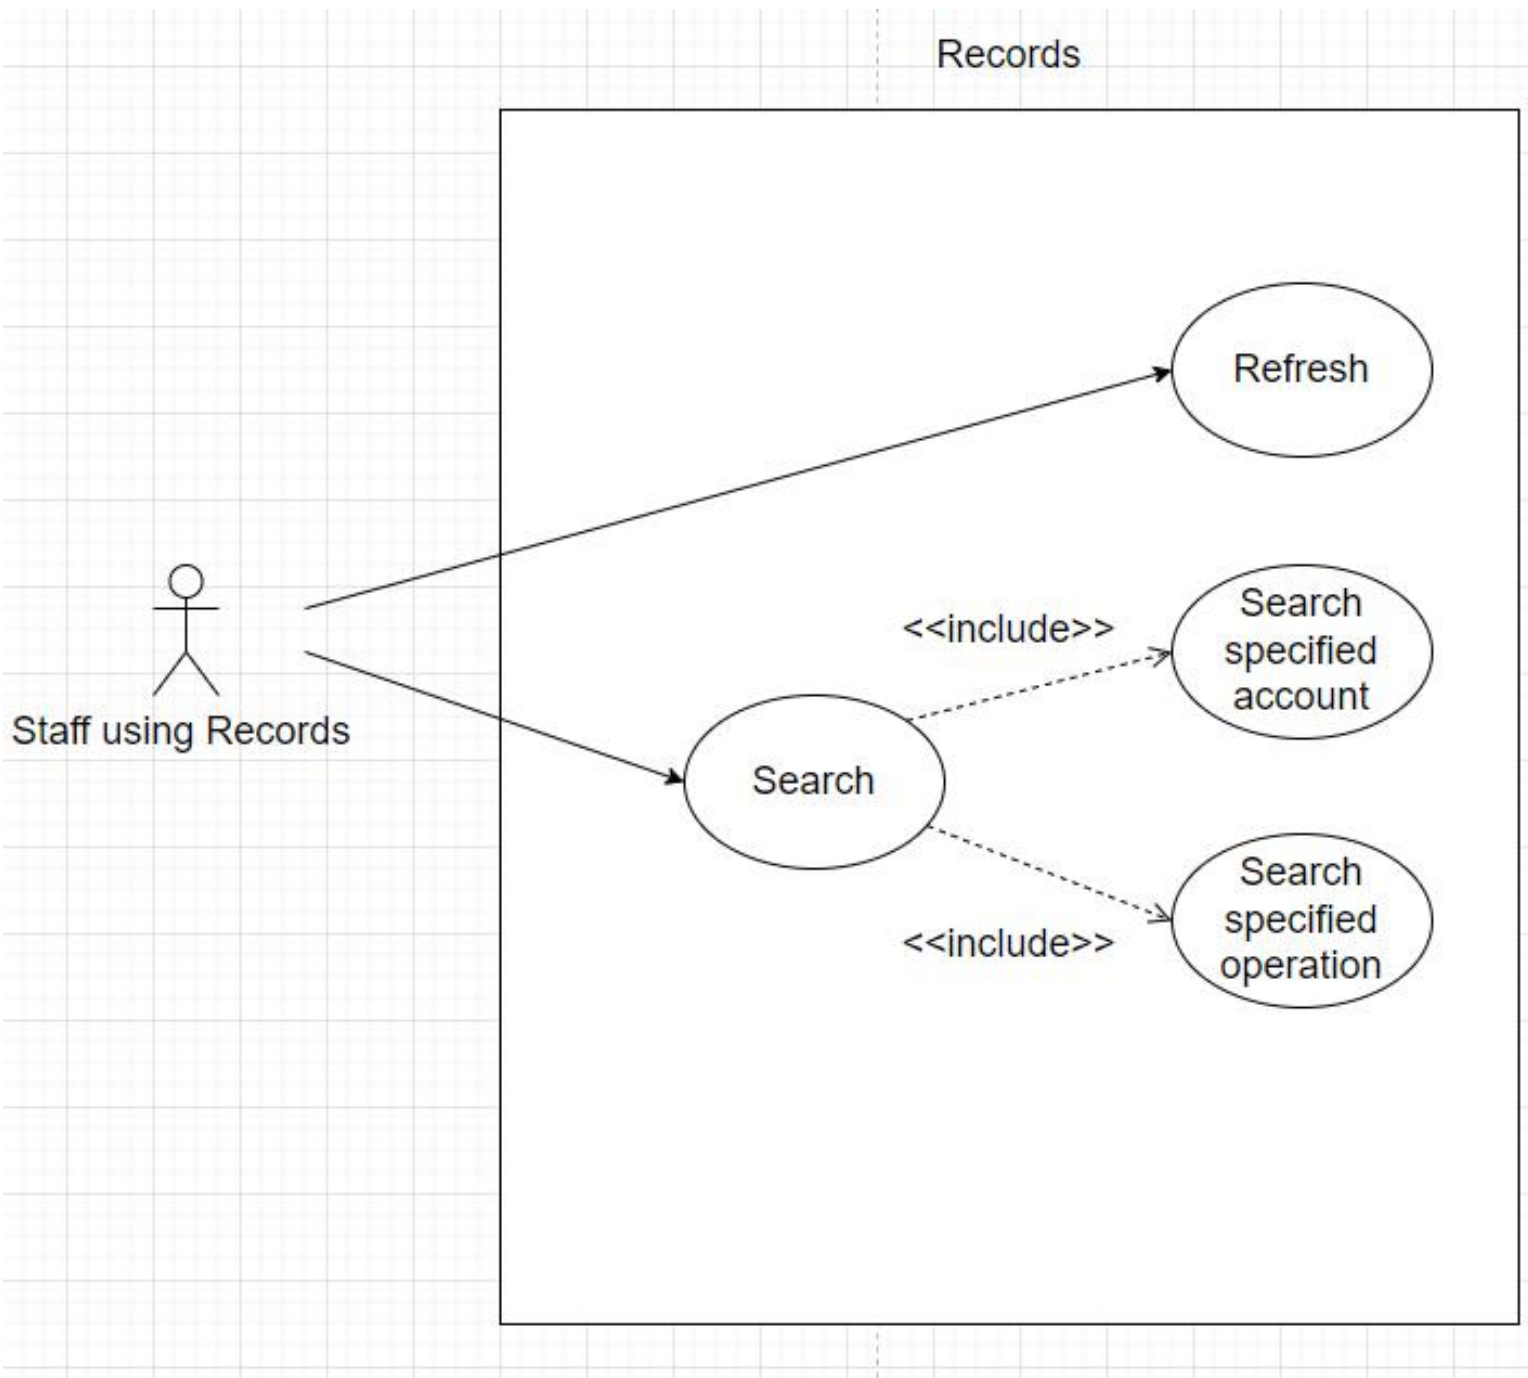 Records
Refresh
<<include>>
Search
specified
account
Staff using Records
Search
<<include>>
Search
specified
operation